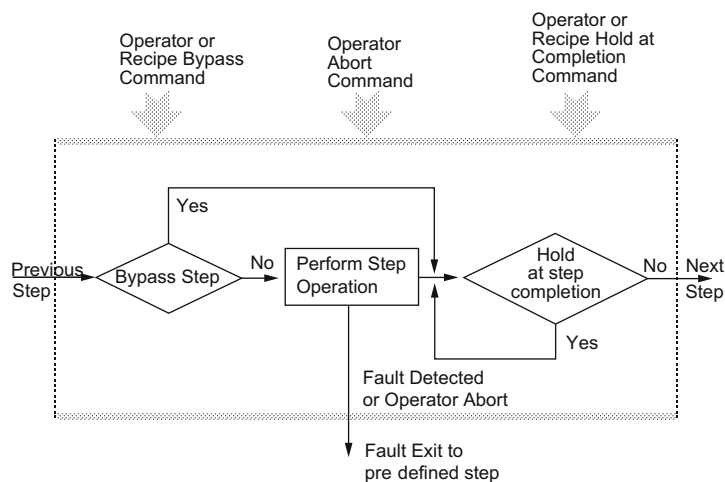 Operator or
Recipe Bypass
Command
Operator
Abort
Command
Operator or
Recipe Hold at
Completion
Command
Yes
Previous
Step
Bypass Step
No
Perform Step
Operation
Hold
at step
completion
No
Next
Step
Yes
Fault Detected
or Operator Abort
Fault Exit to
pre defined step